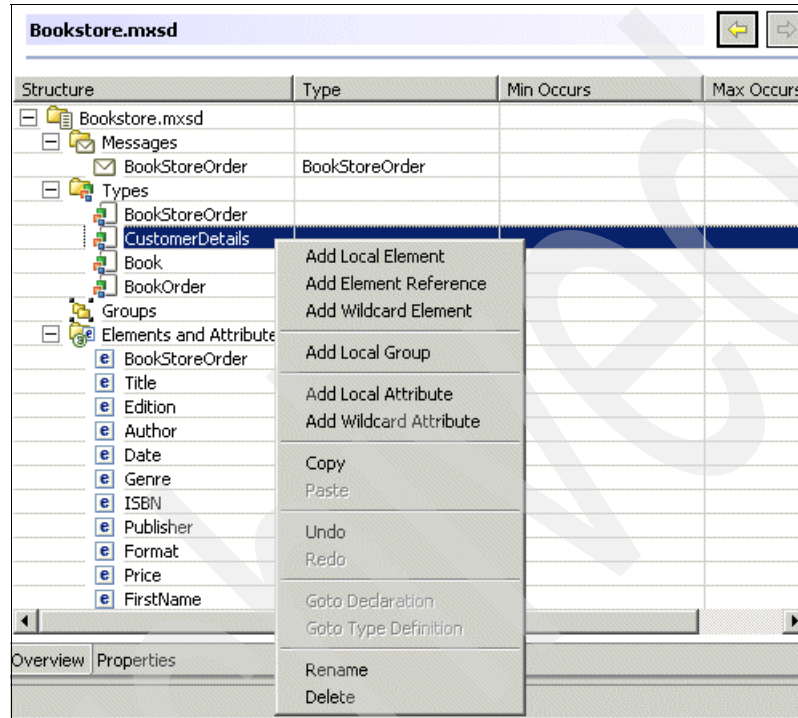 Bookstore.mxsd
Structure Type Min Occurs Max Occurs
Bookstore.mxsd
Messages
BookStoreOrder BookStoreOrder
Types
BookStoreOrder
CustomerDetails
Book
BookOrder
Groups
Elements and Attribute
BookStoreOrder
Title
Edition
Author
Date
Genre
ISBN
Publisher
Format
Price
FirstName
Add Local Element
Add Element Reference
Add Wildcard Element
Add Local Group
Add Local Attribute
Add Wildcard Attribute
Copy
Paste
Undo
Redo
Goto Declaration
Goto Type Definition
Rename
Delete
Overview Properties